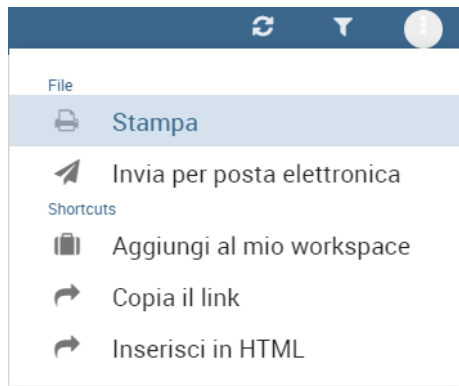 File
Stampa
Invia per posta elettronica
Shortcuts
Aggiungi al mio workspace
Copia il link
Inserisci in HTML